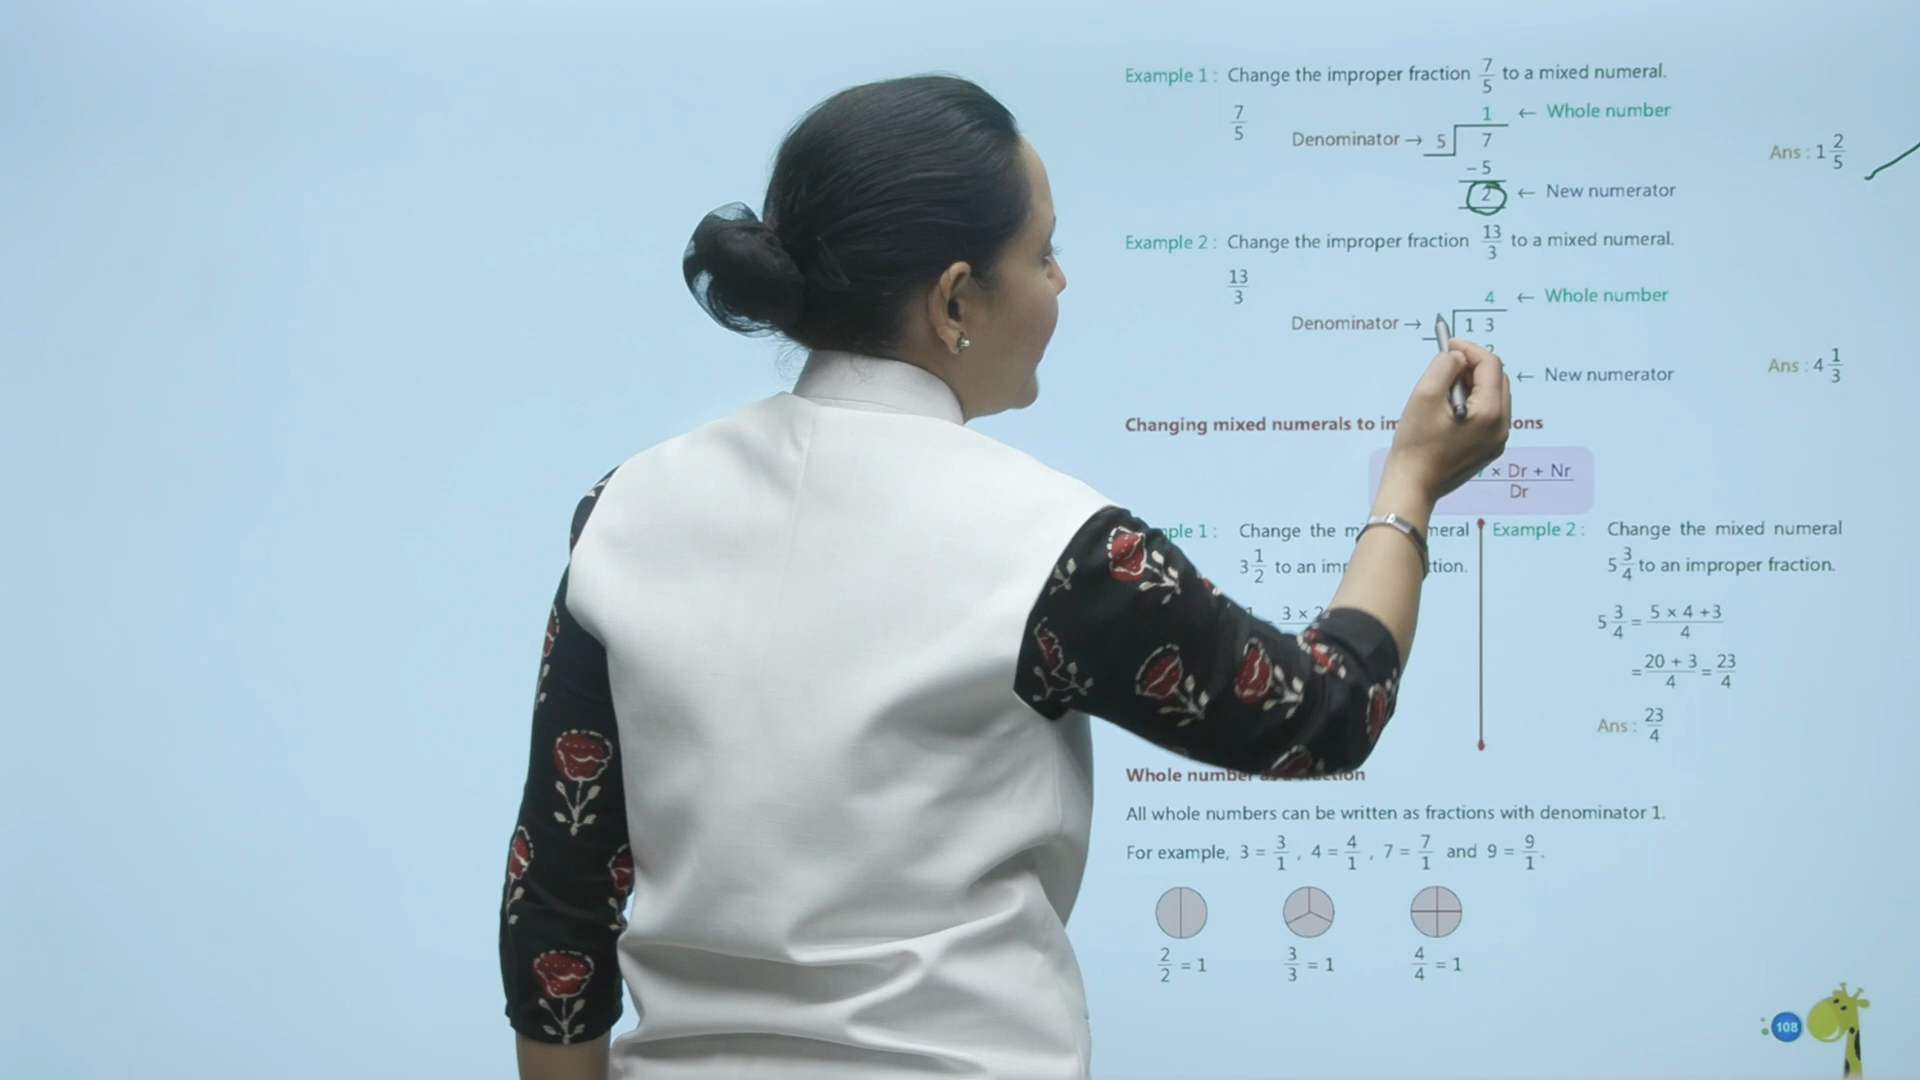 Example 1 : Change the improper fraction 7/5 to a mixed numeral.
7/5
1 ← Whole number
Denominator → 5 7
- 5
2 ← New numerator
Ans : 1 2/5
Example 2 : Change the improper fraction 13/3 to a mixed numeral.
13/3
4 ← Whole number
Denominator → 1 3
← New numerator
Ans : 4 1/3
Changing mixed numerals to
× Dr + Nr
Dr
1 : Change the
3 1/2 to an
3 ×
Example 2 : Change the mixed numeral
5 3/4 to an improper fraction.
5 3/4 = 5 × 4 +3/4
= 20 + 3/4 = 23/4
Ans : 23/4
Whole number
All whole numbers can be written as fractions with denominator 1.
For example, 3 = 3/1 , 4 = 4/1 , 7 = 7/1 and 9 = 9/1 .
2/2 = 1 3/3 = 1 4/4 = 1
108